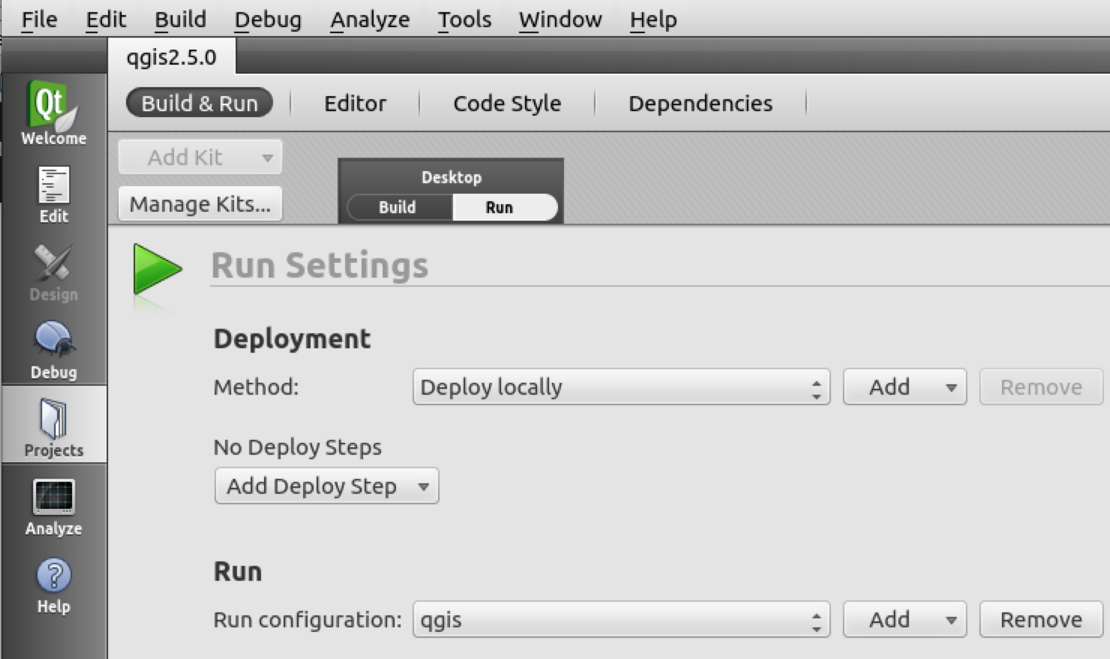 File Edit Build Debug Analyze Tools Window Help
qgis2.5.0
Qt
Welcome
Edit
Design
Debug
Projects
Analyze
Help
Build & Run Editor Code Style Dependencies
Add Kit
Manage Kits...
Desktop
Build Run
Run Settings
Deployment
Method: Deploy locally Add Remove
No Deploy Steps
Add Deploy Step
Run
Run configuration: qgis Add Remove